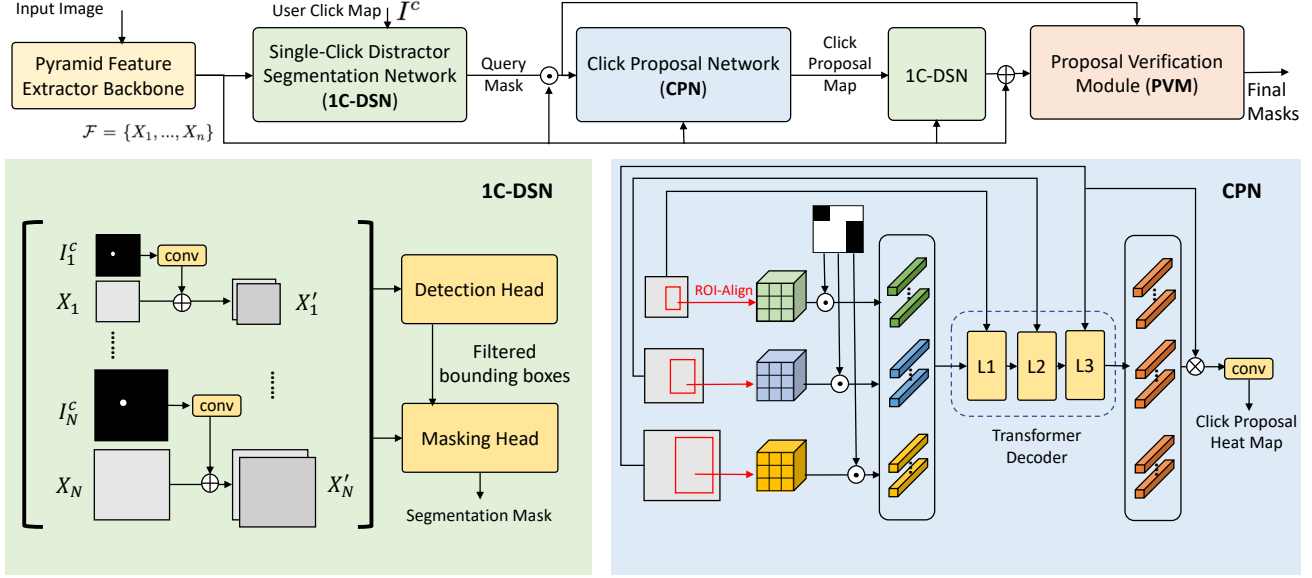 Input Image
User Click Map
I^c
Pyramid Feature
Extractor Backbone
Single-Click Distractor
Segmentation Network
(1C-DSN)
Query
Mask
Click Proposal Network
(CPN)
Click
Proposal
Map
1C-DSN
Proposal Verification
Module (PVM)
Final
Masks
ℱ = {X_1, ..., X_n}
1C-DSN
I_1^c
conv
X_1
X_1′
I_N^c
conv
X_N
X_N′
Detection Head
Filtered
bounding boxes
Masking Head
Segmentation Mask
CPN
ROI-Align
L1
L2
L3
Transformer
Decoder
conv
Click Proposal
Heat Map